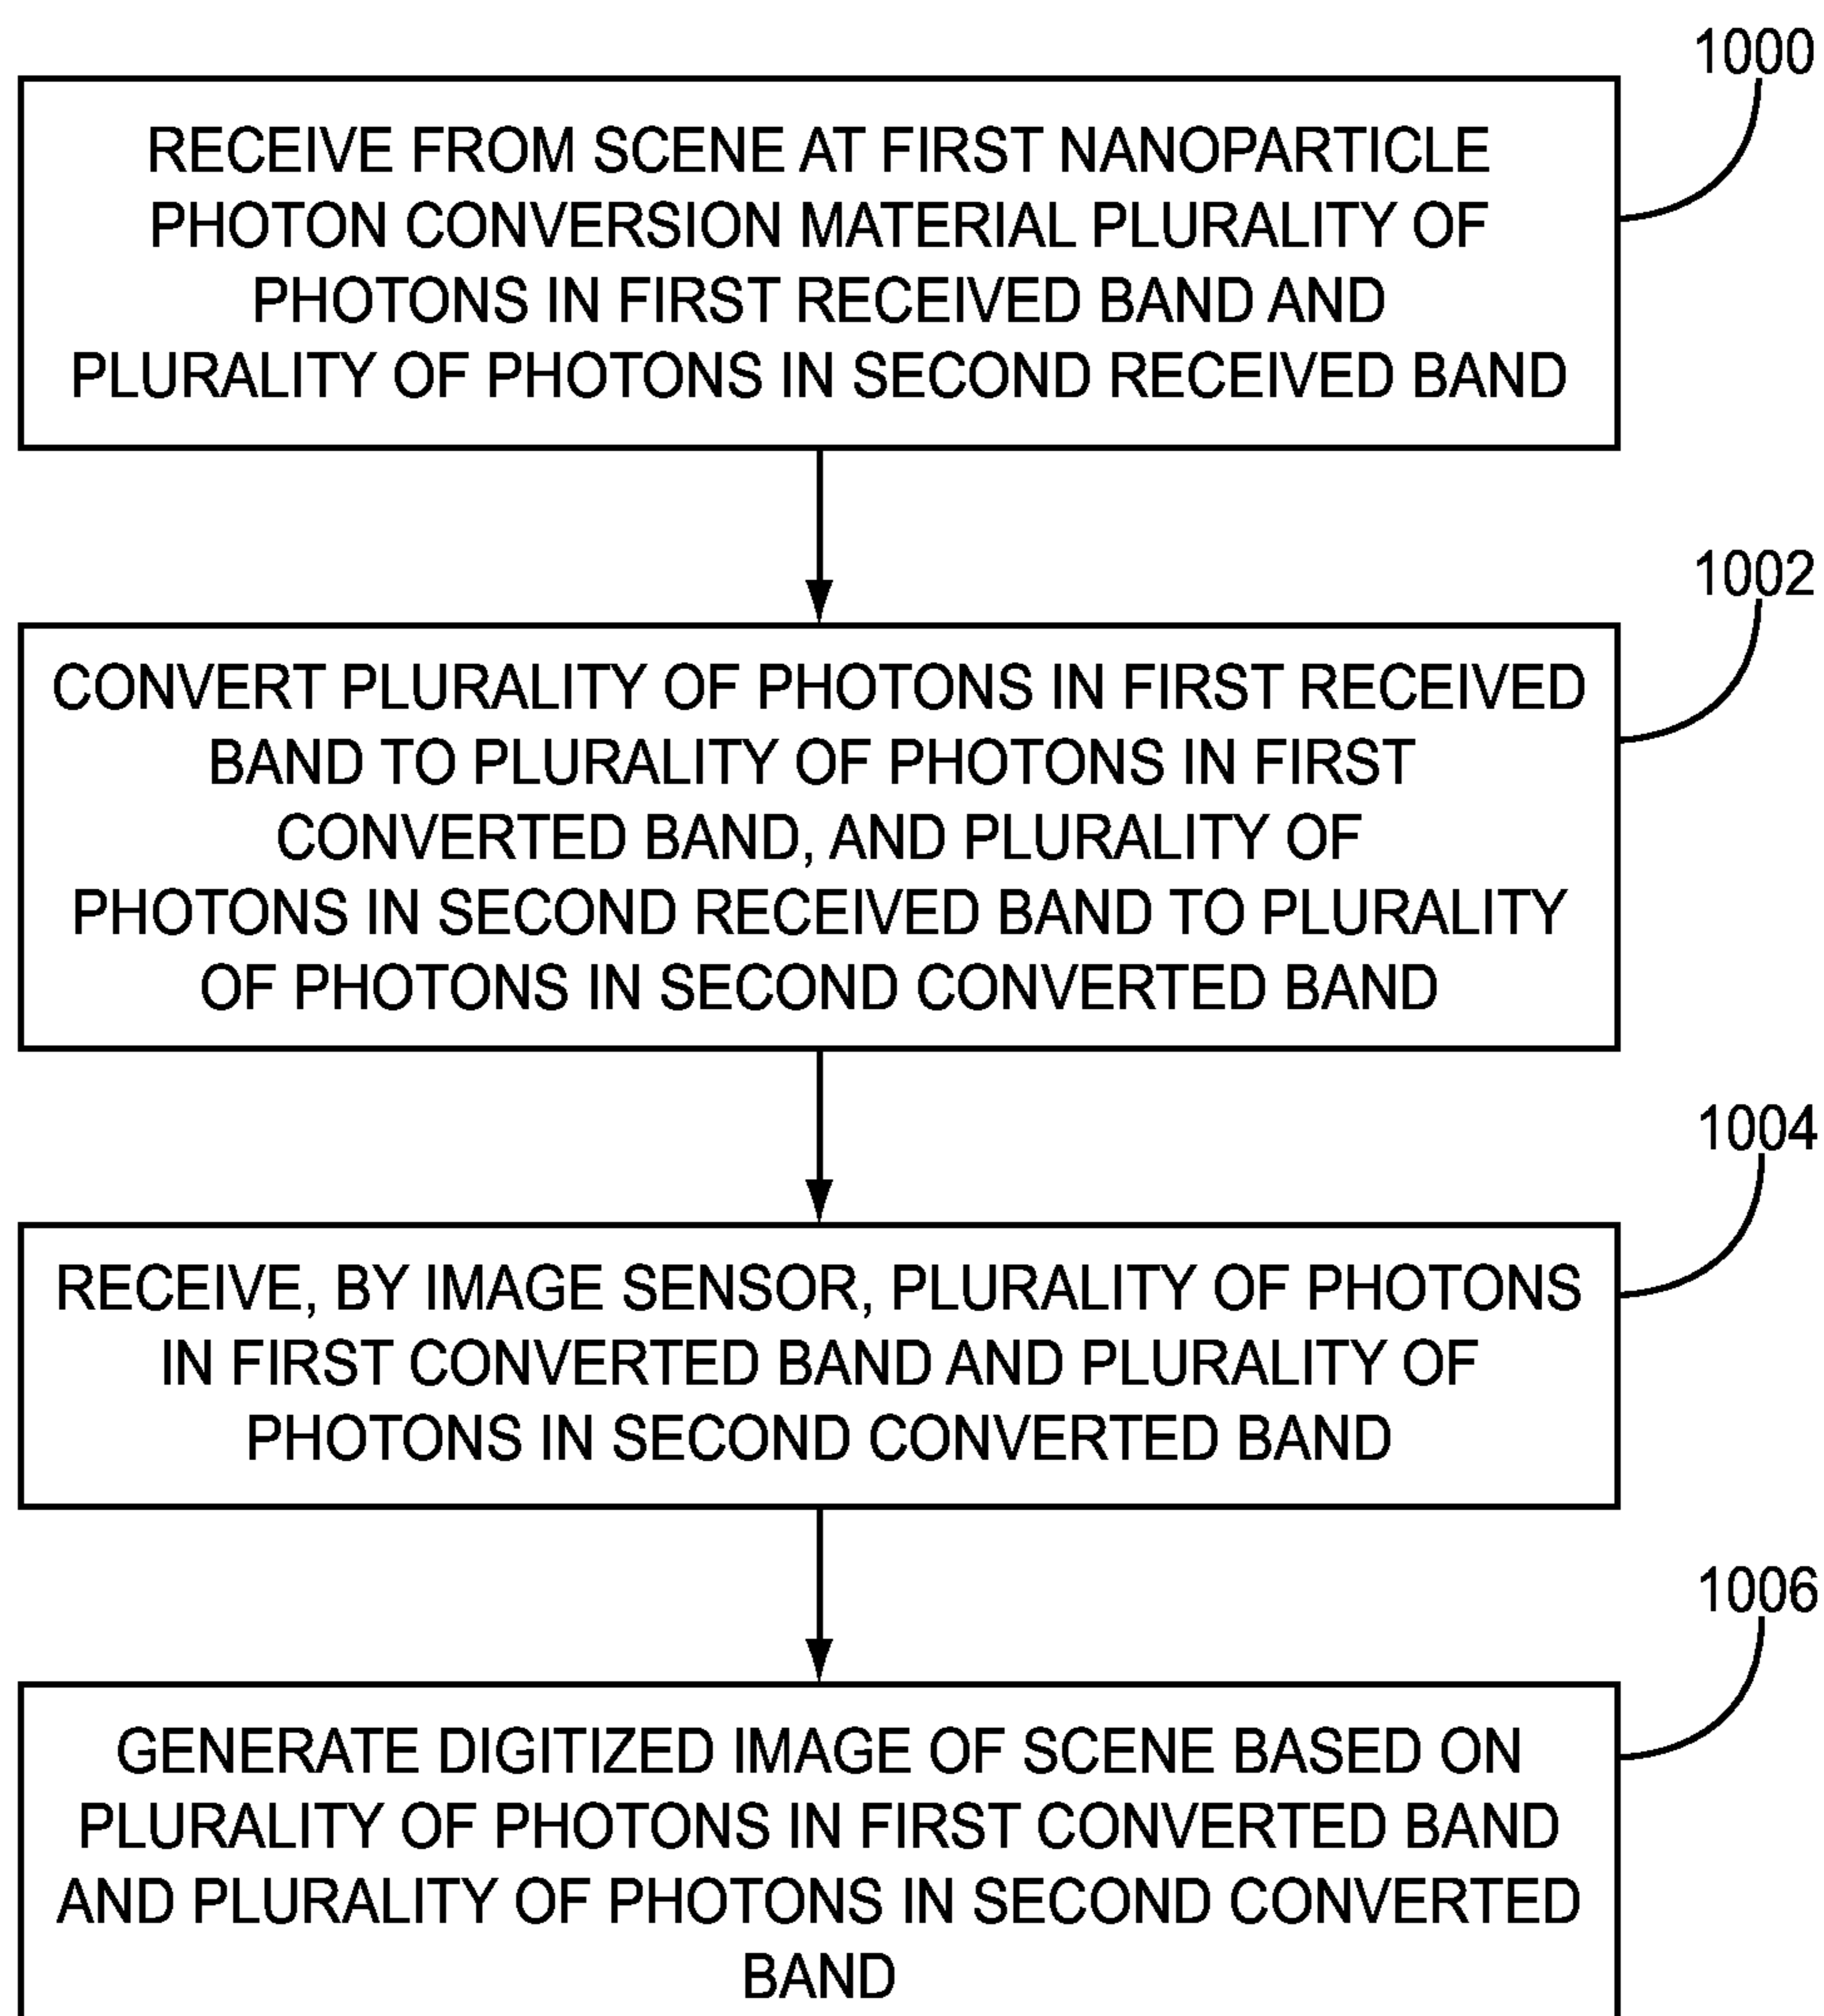 1000
RECEIVE FROM SCENE AT FIRST NANOPARTICLE
PHOTON CONVERSION MATERIAL PLURALITY OF
PHOTONS IN FIRST RECEIVED BAND AND
PLURALITY OF PHOTONS IN SECOND RECEIVED BAND
1002
CONVERT PLURALITY OF PHOTONS IN FIRST RECEIVED
BAND TO PLURALITY OF PHOTONS IN FIRST
CONVERTED BAND, AND PLURALITY OF
PHOTONS IN SECOND RECEIVED BAND TO PLURALITY
OF PHOTONS IN SECOND CONVERTED BAND
1004
RECEIVE, BY IMAGE SENSOR, PLURALITY OF PHOTONS
IN FIRST CONVERTED BAND AND PLURALITY OF
PHOTONS IN SECOND CONVERTED BAND
1006
GENERATE DIGITIZED IMAGE OF SCENE BASED ON
PLURALITY OF PHOTONS IN FIRST CONVERTED BAND
AND PLURALITY OF PHOTONS IN SECOND CONVERTED
BAND